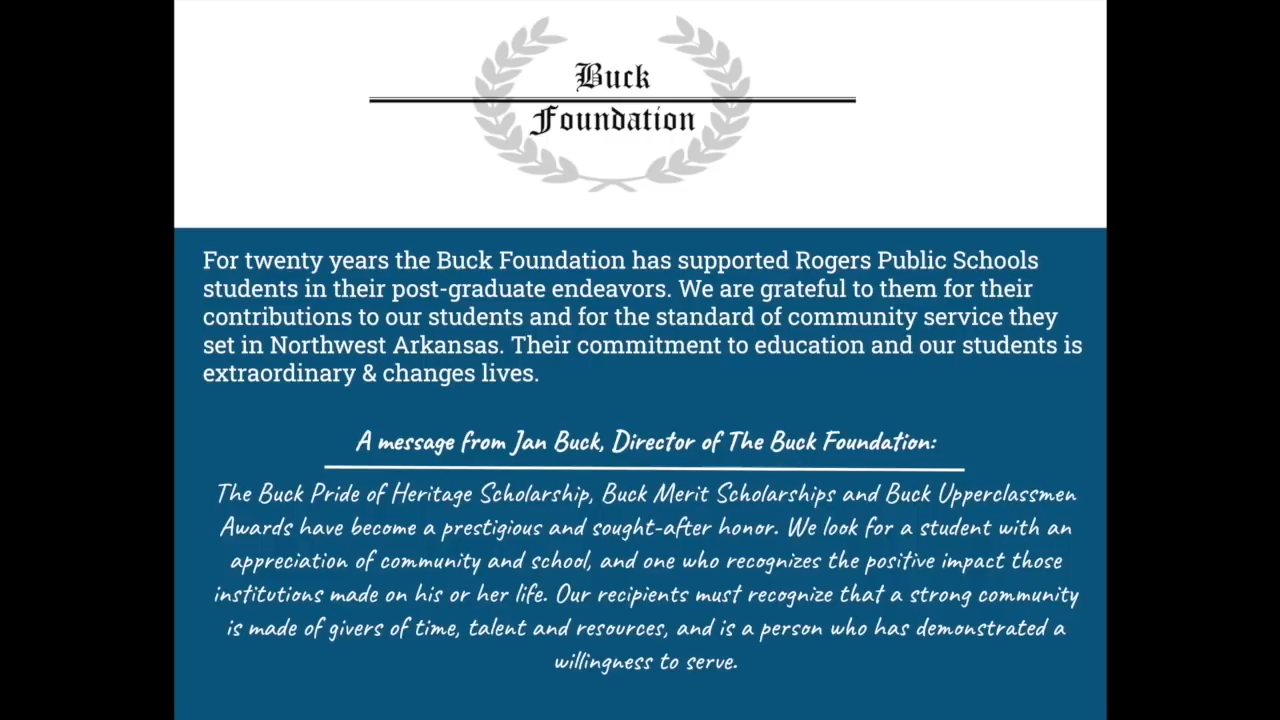 Buck
Foundation
For twenty years the Buck Foundation has supported Rogers Public Schools
students in their post-graduate endeavors. We are grateful to them for their
contributions to our students and for the standard of community service they
set in Northwest Arkansas. Their commitment to education and our students is
extraordinary & changes lives.
A message from Jan Buck, Director of The Buck Foundation:
The Buck Pride of Heritage Scholarship, Buck Merit Scholarships and Buck Upperclassmen
Awards have become a prestigious and sought-after honor. We look for a student with an
appreciation of community and school, and one who recognizes the positive impact those
institutions made on his or her life. Our recipients must recognize that a strong community
is made of givers of time, talent and resources, and is a person who has demonstrated a
willingness to serve.